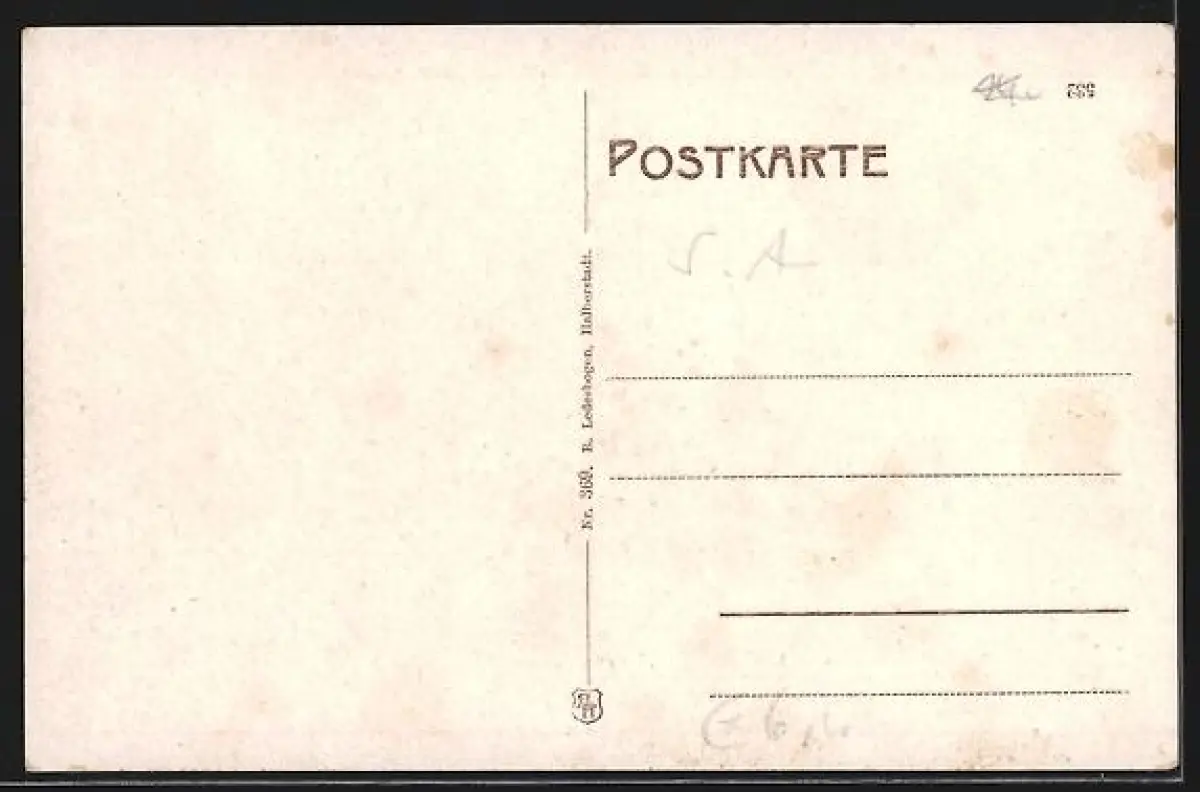 POSTKARTE
S. A
Nr. 369. R. Lederbogen, Halberstadt.